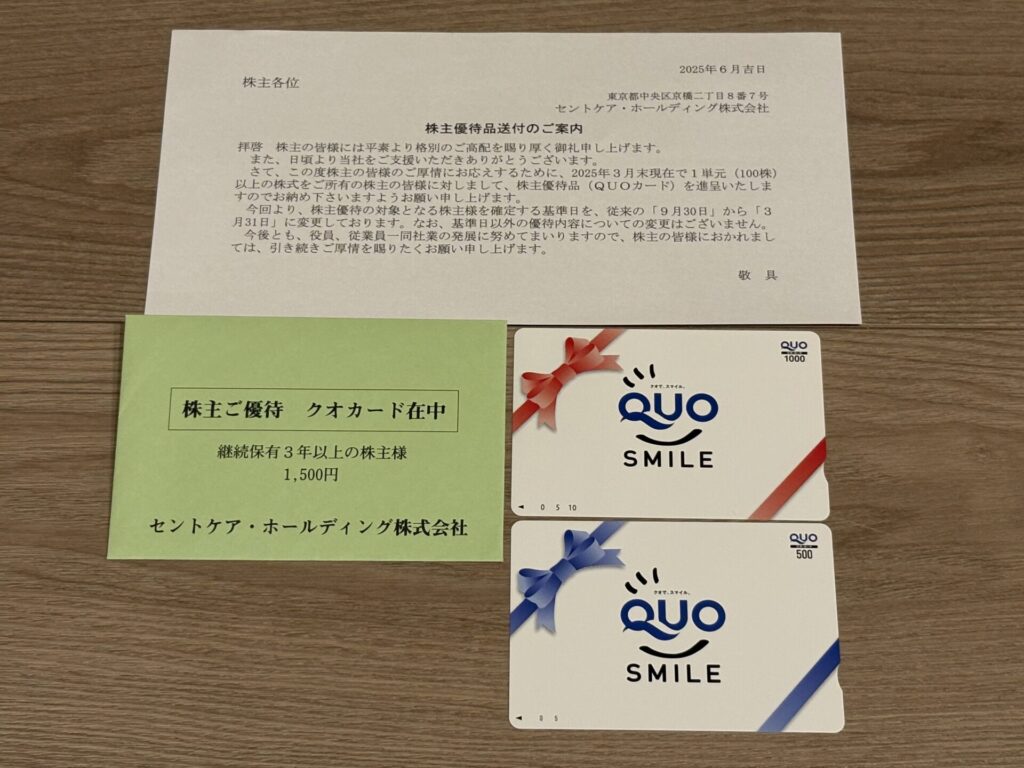 2025年６月吉日
株主各位
東京都中央区京橋二丁目８番７号
セントケア・ホールディング株式会社
株主優待品送付のご案内
拝啓　株主の皆様には平素より格別のご高配を賜り厚く御礼申し上げます。
また、日頃より当社をご支援いただきありがとうございます。
さて、この度株主の皆様のご厚情にお応えするために、2025年３月末現在で１単元（100株）
以上の株式をご所有の株主の皆様に対しまして、株主優待品（ＱＵＯカード）を進呈いたしま
すのでお納め下さいますようお願い申し上げます。
今回より、株主優待の対象となる株主様を確定する基準日を、従来の「９月30日」から「３
月31日」に変更しております。なお、基準日以外の優待内容についての変更はございません。
今後とも、役員、従業員一同社業の発展に努めてまいりますので、株主の皆様におかれまし
ては、引き続きご厚情を賜りたくお願い申し上げます。
敬　具
株主ご優待　クオカード在中
継続保有３年以上の株主様
1,500円
セントケア・ホールディング株式会社
QUO
1000
クオで、スマイル。
QUO
SMILE
◀ 0 5 10
QUO
500
クオで、スマイル。
QUO
SMILE
◀ 0 5